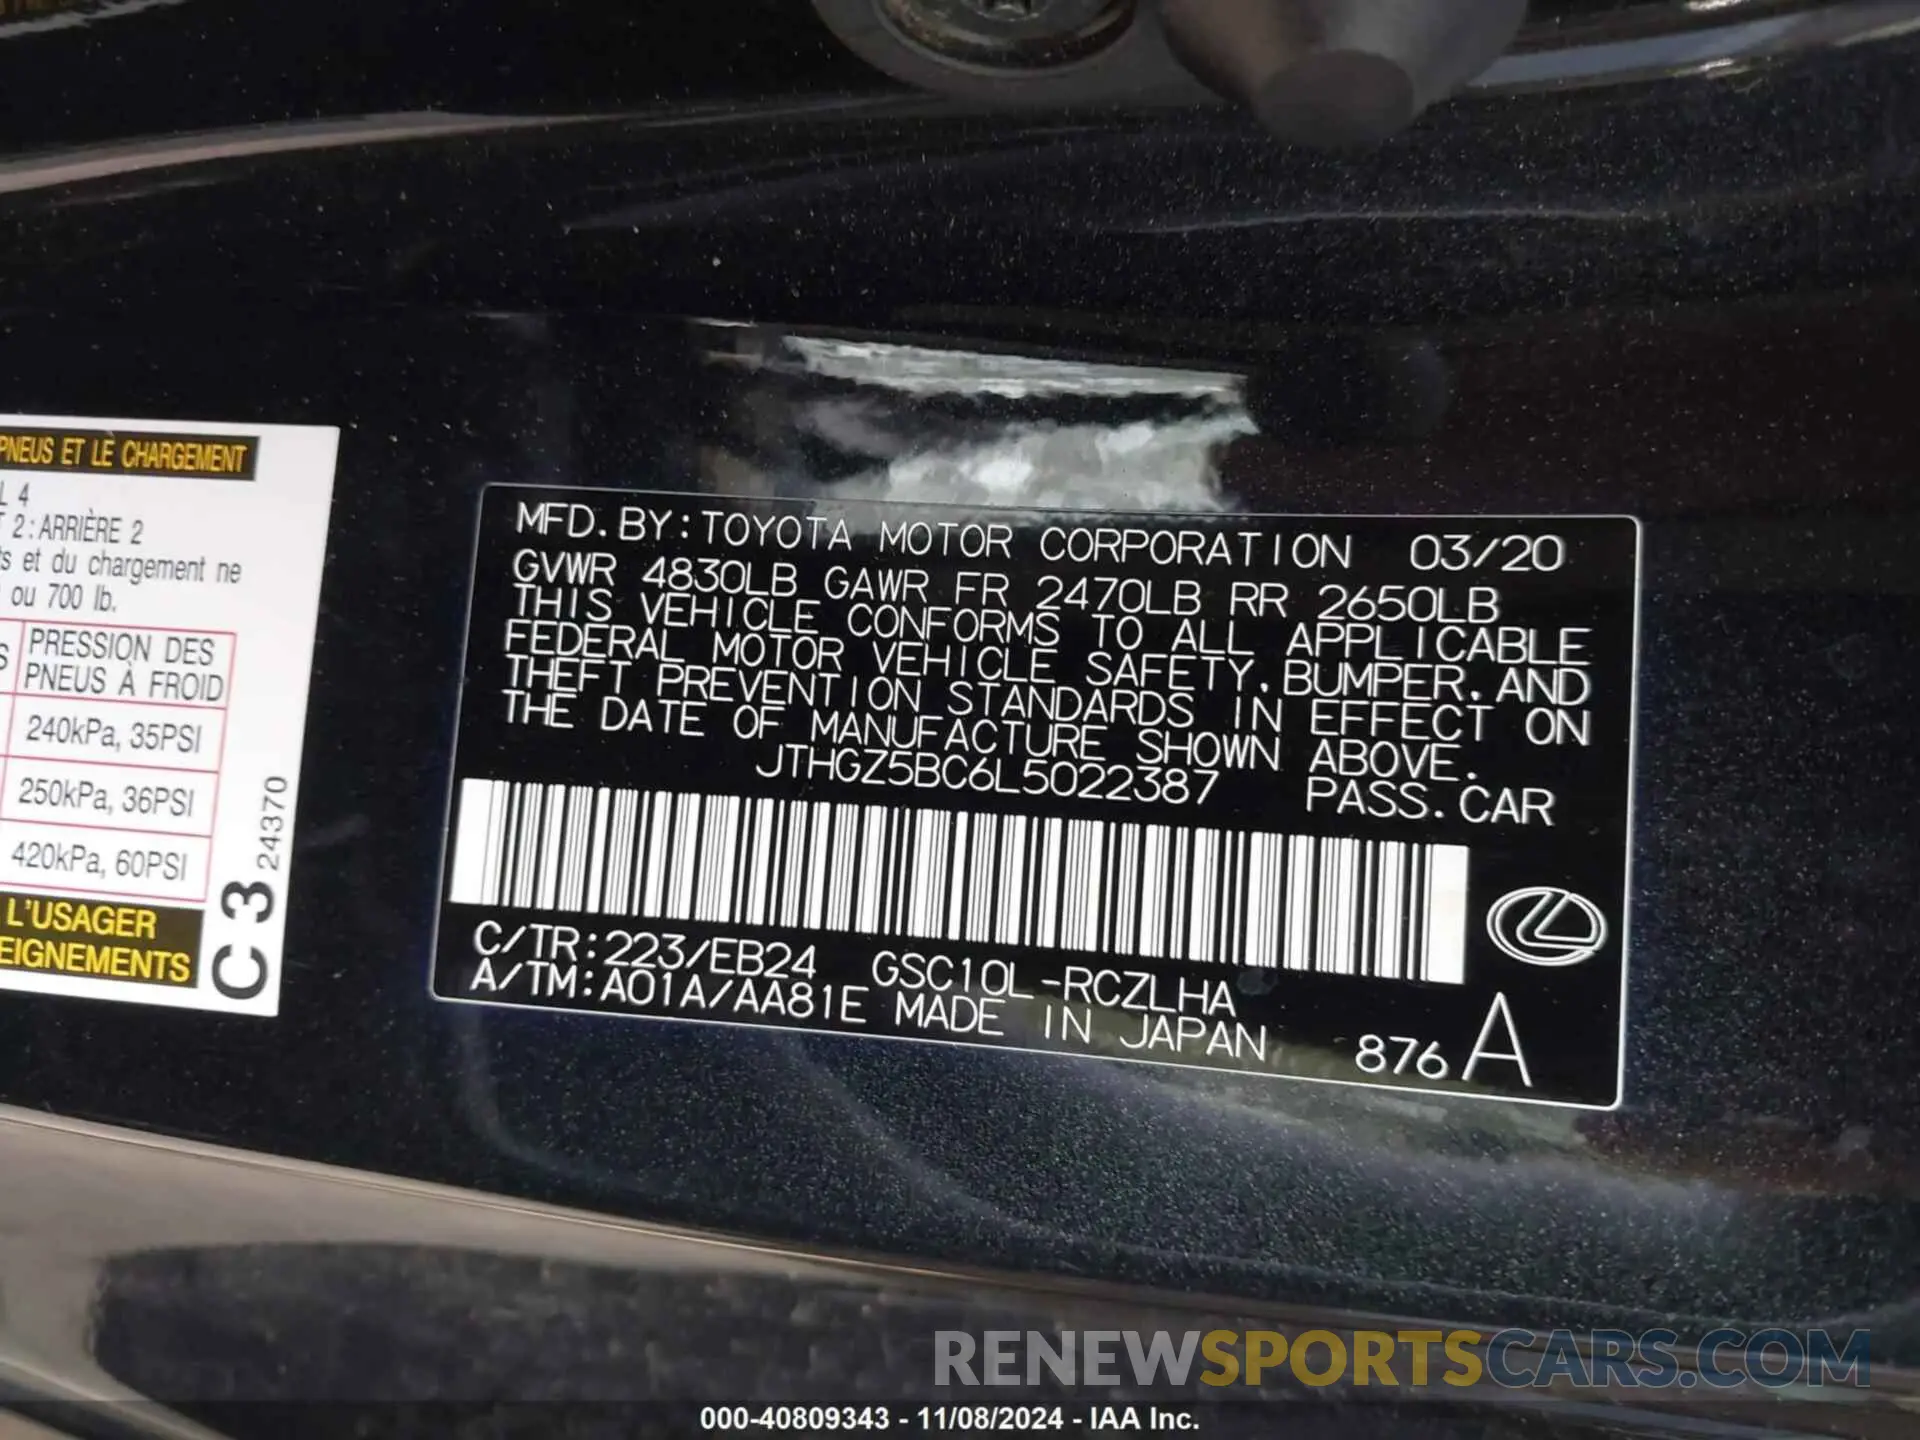 PNEUS ET LE CHARGEMENT
L 4
2:ARRIÈRE 2
ts et du chargement ne
ou 700 lb.
S PRESSION DES
PNEUS À FROID
240kPa, 35PSI
250kPa, 36PSI
420kPa, 60PSI
L'USAGER
EIGNEMENTS
C3
24370
MFD. BY: TOYOTA MOTOR CORPORATION 03/20
GVWR 4830LB GAWR FR 2470LB RR 2650LB
THIS VEHICLE CONFORMS TO ALL APPLICABLE
FEDERAL MOTOR VEHICLE SAFETY, BUMPER, AND
THEFT PREVENTION STANDARDS IN EFFECT ON
THE DATE OF MANUFACTURE SHOWN ABOVE.
JTHGZ5BC6L5022387 PASS. CAR
C/TR:223/EB24 GSC10L-RCZLHA
A/TM:A01A/AA81E MADE IN JAPAN 876 A
RENEWSPORTSCARS.COM
000-40809343 - 11/08/2024 - IAA Inc.